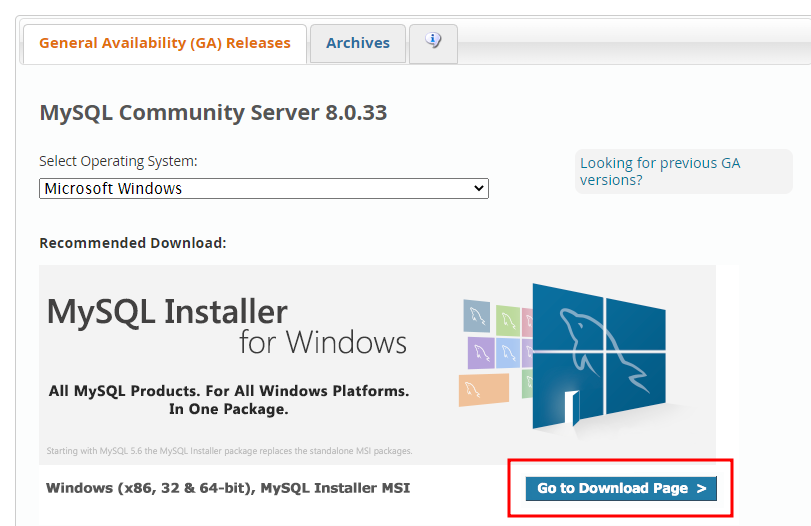 General Availability (GA) Releases
Archives
MySQL Community Server 8.0.33
Select Operating System:
Looking for previous GA
versions?
Microsoft Windows
Recommended Download:
MySQL Installer
for Windows
All MySQL Products. For All Windows Platforms.
In One Package.
Starting with MySQL 5.6 the MySQL Installer package replaces the standalone MSI packages.
Windows (x86, 32 & 64-bit), MySQL Installer MSI
Go to Download Page >